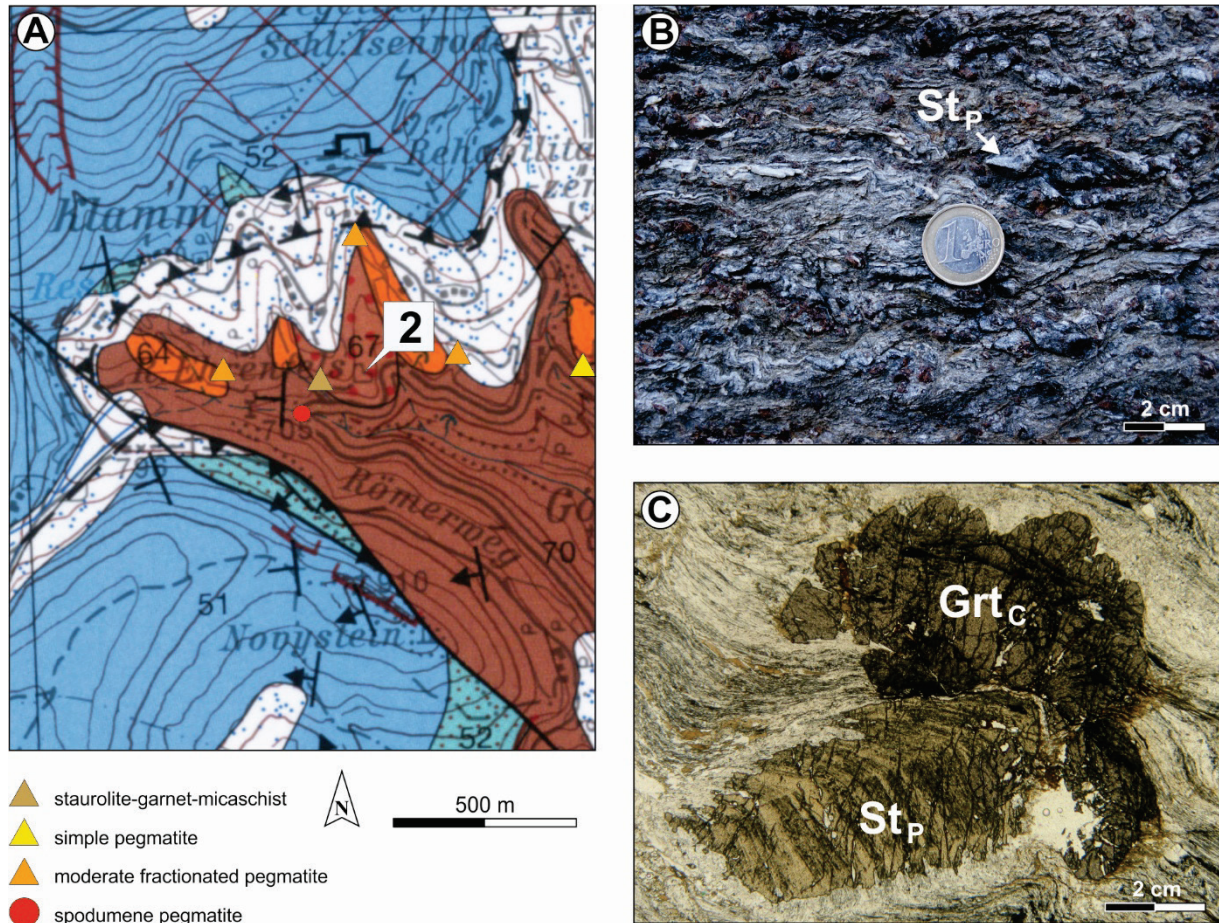 A
Schl. Isenrode
52
Klamm
2
67
64
Römerweg
70
51
Novystein
52
staurolite-garnet-micaschist
simple pegmatite
moderate fractionated pegmatite
spodumene pegmatite
N
500 m
B
StP
2 cm
C
GrtC
StP
2 cm